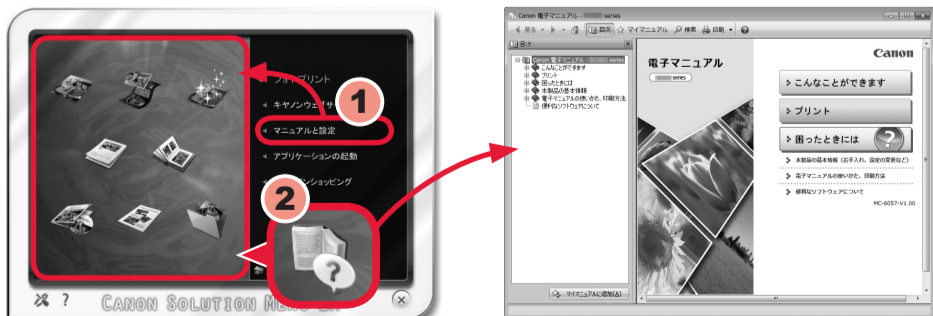 フォトプリント
1
キヤノンウェブサ
マニュアルと設定
アプリケーションの起動
ンショッピング
2
?
?
CANON SOLUTION MENU EX
Canon 電子マニュアル - series
戻る
目次
マイマニュアル
検索
印刷
目次
Canon 電子マニュアル - series
こんなことができます
プリント
困ったときには
本製品の基本情報
電子マニュアルの使いかた、印刷方法
便利なソフトウェアについて
マイマニュアルに追加(A)
電子マニュアル
series
Canon
こんなことができます
プリント
困ったときには
?
本製品の基本情報 (お手入れ、設定の変更など)
電子マニュアルの使いかた、印刷方法
便利なソフトウェアについて
MC-6057-V1.00